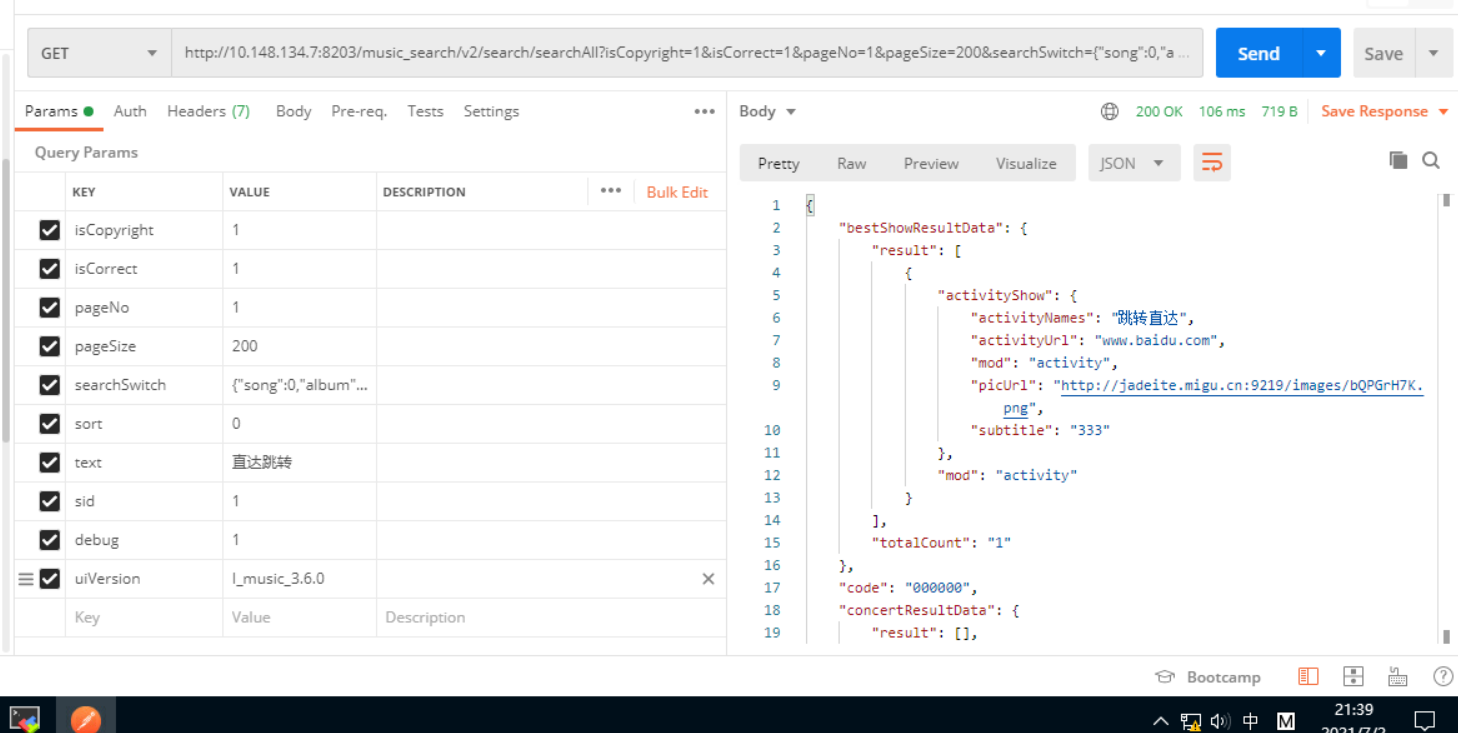 GET
http://10.148.134.7:8203/music_search/v2/search/searchAll?isCopyright=1&isCorrect=1&pageNo=1&pageSize=200&searchSwitch={"song":0,"a ...
Send
Save
Params
Auth
Headers (7)
Body
Pre-req.
Tests
Settings
•••
Query Params
KEY VALUE DESCRIPTION ••• Bulk Edit
isCopyright 1
isCorrect 1
pageNo 1
pageSize 200
searchSwitch {"song":0,"album"...
sort 0
text 直达跳转
sid 1
debug 1
uiVersion I_music_3.6.0
Key Value Description
Body 200 OK 106 ms 719 B Save Response
Pretty Raw Preview Visualize JSON
1 {
2 "bestShowResultData": {
3 "result": [
4 {
5 "activityShow": {
6 "activityNames": "跳转直达",
7 "activityUrl": "www.baidu.com",
8 "mod": "activity",
9 "picUrl": "http://jadeite.migu.cn:9219/images/bQPGrH7K.
png",
10 "subtitle": "333"
11 },
12 "mod": "activity"
13 }
14 ],
15 "totalCount": "1"
16 },
17 "code": "000000",
18 "concertResultData": {
19 "result": [],
Bootcamp
中 M 21:39
2021/7/2